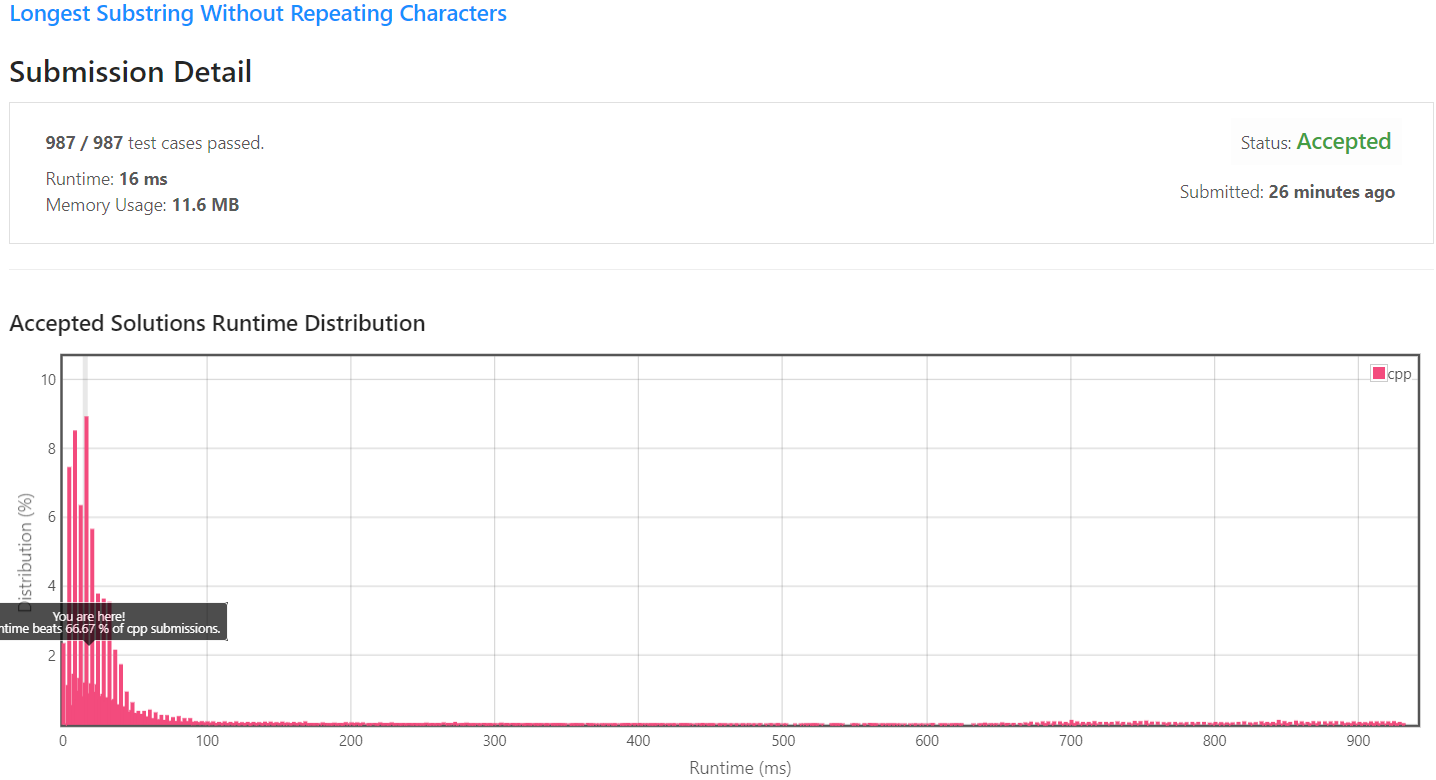 Longest Substring Without Repeating Characters
Submission Detail
987 / 987 test cases passed.
Status: Accepted
Runtime: 16 ms
Memory Usage: 11.6 MB
Submitted: 26 minutes ago
Accepted Solutions Runtime Distribution
cpp
10
8
6
4
2
Distribution (%)
You are here!
ntime beats 66.67 % of cpp submissions.
0 100 200 300 400 500 600 700 800 900
Runtime (ms)